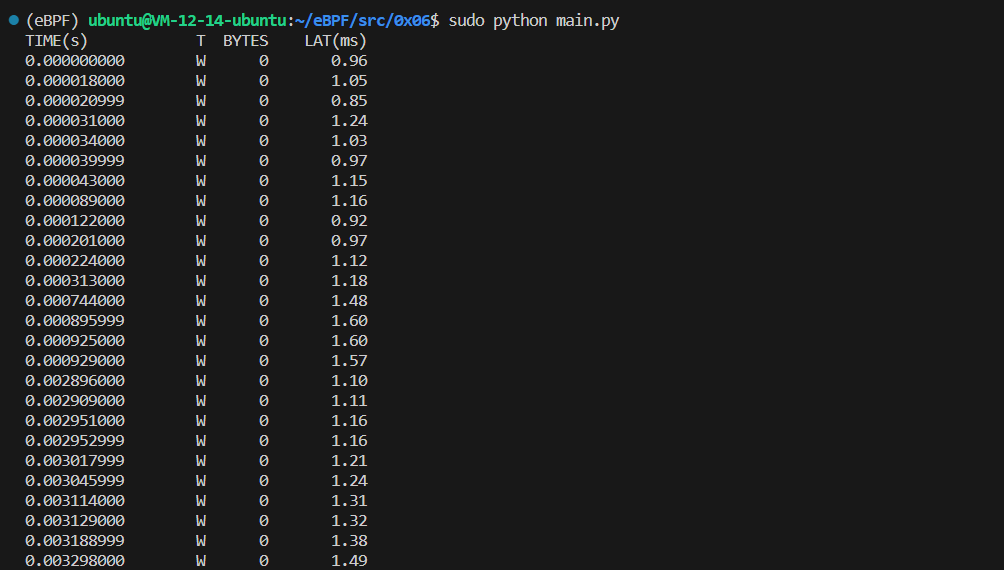 (eBPF) ubuntu@VM-12-14-ubuntu:~/eBPF/src/0x06$ sudo python main.py
TIME(s) T BYTES LAT(ms)
0.000000000 W 0 0.96
0.000018000 W 0 1.05
0.000020999 W 0 0.85
0.000031000 W 0 1.24
0.000034000 W 0 1.03
0.000039999 W 0 0.97
0.000043000 W 0 1.15
0.000089000 W 0 1.16
0.000122000 W 0 0.92
0.000201000 W 0 0.97
0.000224000 W 0 1.12
0.000313000 W 0 1.18
0.000744000 W 0 1.48
0.000895999 W 0 1.60
0.000925000 W 0 1.60
0.000929000 W 0 1.57
0.002896000 W 0 1.10
0.002909000 W 0 1.11
0.002951000 W 0 1.16
0.002952999 W 0 1.16
0.003017999 W 0 1.21
0.003045999 W 0 1.24
0.003114000 W 0 1.31
0.003129000 W 0 1.32
0.003188999 W 0 1.38
0.003298000 W 0 1.49